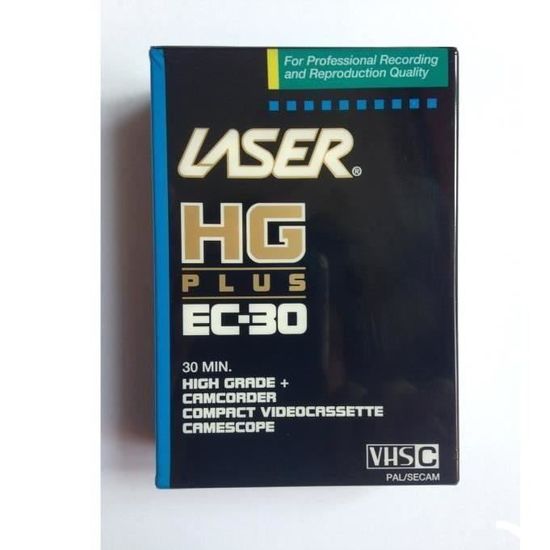 For Professional Recording
and Reproduction Quality
LASER®
HG
PLUS
EC-30
30 MIN.
HIGH GRADE +
CAMCORDER
COMPACT VIDEOCASSETTE
CAMESCOPE
VHS C
PAL/SECAM